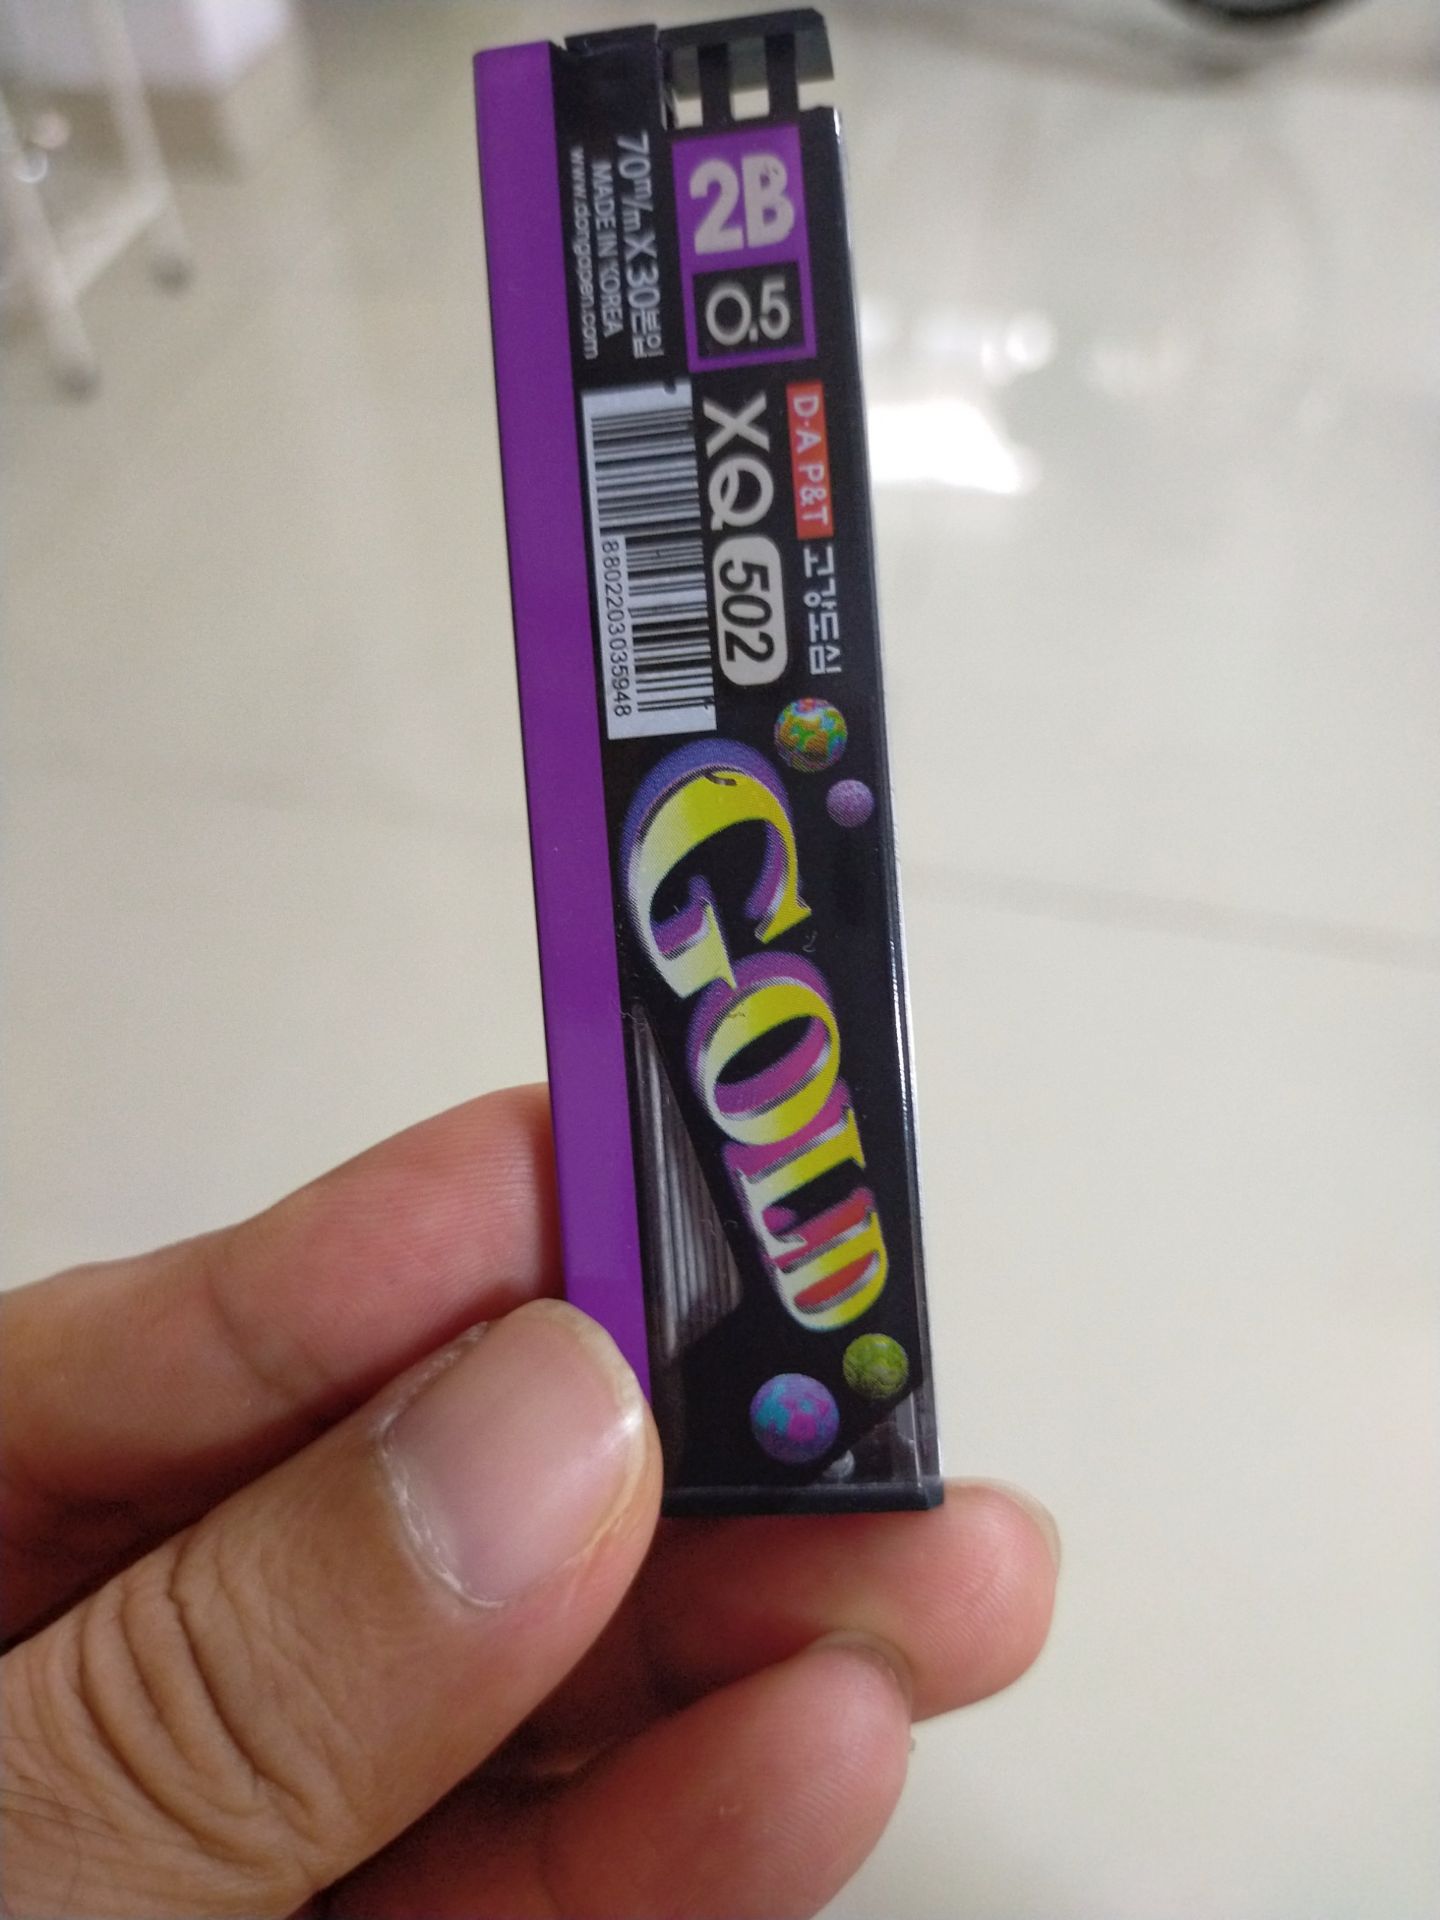 2B
0.5
D·A P&T 고강도심
XQ 502
70m/m X 30본입
MADE IN KOREA
www.dongapen.com
8802203035948
GOLD